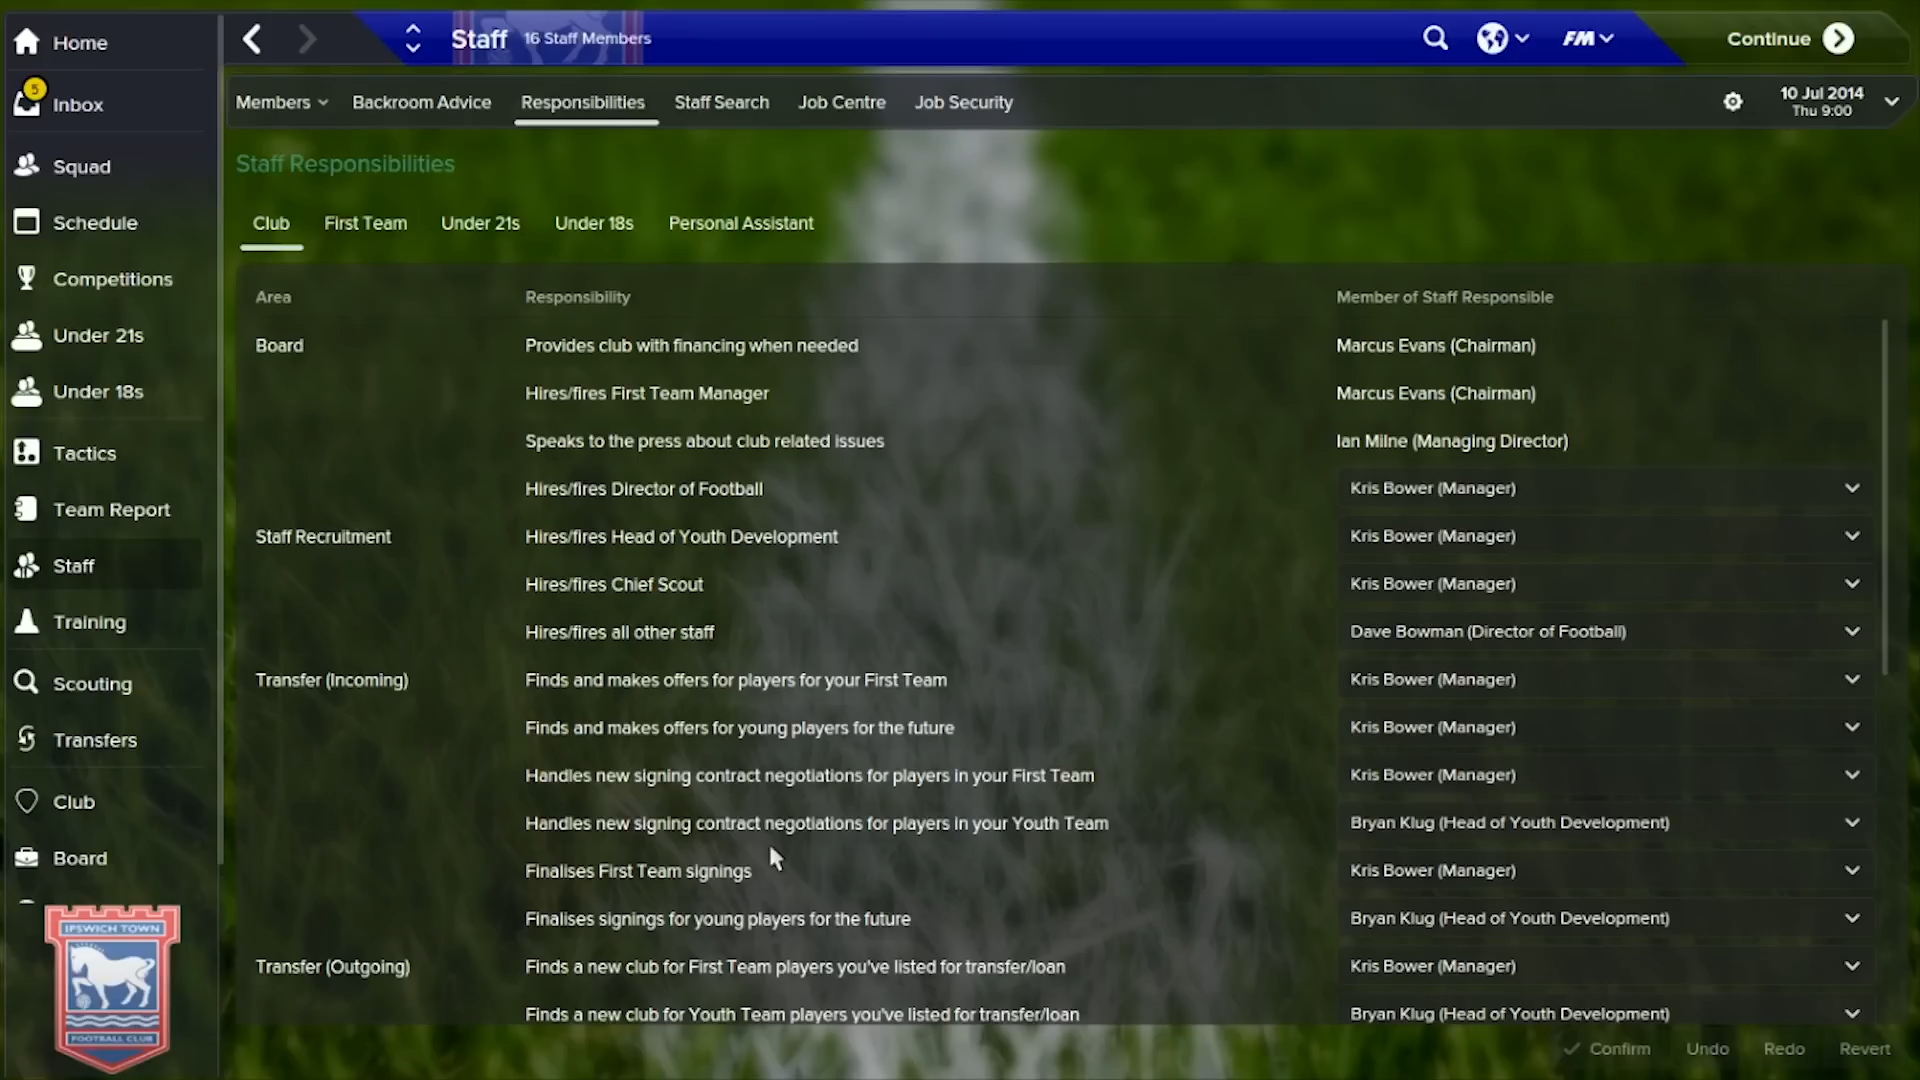 Home
5
Inbox
Squad
Schedule
Competitions
Under 21s
Under 18s
Tactics
Team Report
Staff
Training
Scouting
Transfers
Club
Board
IPSWICH TOWN
FOOTBALL CLUB
Staff 16 Staff Members
FM
Continue
Members Backroom Advice Responsibilities Staff Search Job Centre Job Security
10 Jul 2014
Thu 9:00
Staff Responsibilities
Club First Team Under 21s Under 18s Personal Assistant
Area Responsibility Member of Staff Responsible
Board Provides club with financing when needed Marcus Evans (Chairman)
Hires/fires First Team Manager Marcus Evans (Chairman)
Speaks to the press about club related issues Ian Milne (Managing Director)
Hires/fires Director of Football Kris Bower (Manager)
Staff Recruitment Hires/fires Head of Youth Development Kris Bower (Manager)
Hires/fires Chief Scout Kris Bower (Manager)
Hires/fires all other staff Dave Bowman (Director of Football)
Transfer (Incoming) Finds and makes offers for players for your First Team Kris Bower (Manager)
Finds and makes offers for young players for the future Kris Bower (Manager)
Handles new signing contract negotiations for players in your First Team Kris Bower (Manager)
Handles new signing contract negotiations for players in your Youth Team Bryan Klug (Head of Youth Development)
Finalises First Team signings Kris Bower (Manager)
Finalises signings for young players for the future Bryan Klug (Head of Youth Development)
Transfer (Outgoing) Finds a new club for First Team players you've listed for transfer/loan Kris Bower (Manager)
Finds a new club for Youth Team players you've listed for transfer/loan Bryan Klug (Head of Youth Development)
Confirm Undo Redo Revert